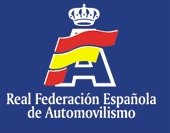 A
Real Federación Española
de Automovilismo